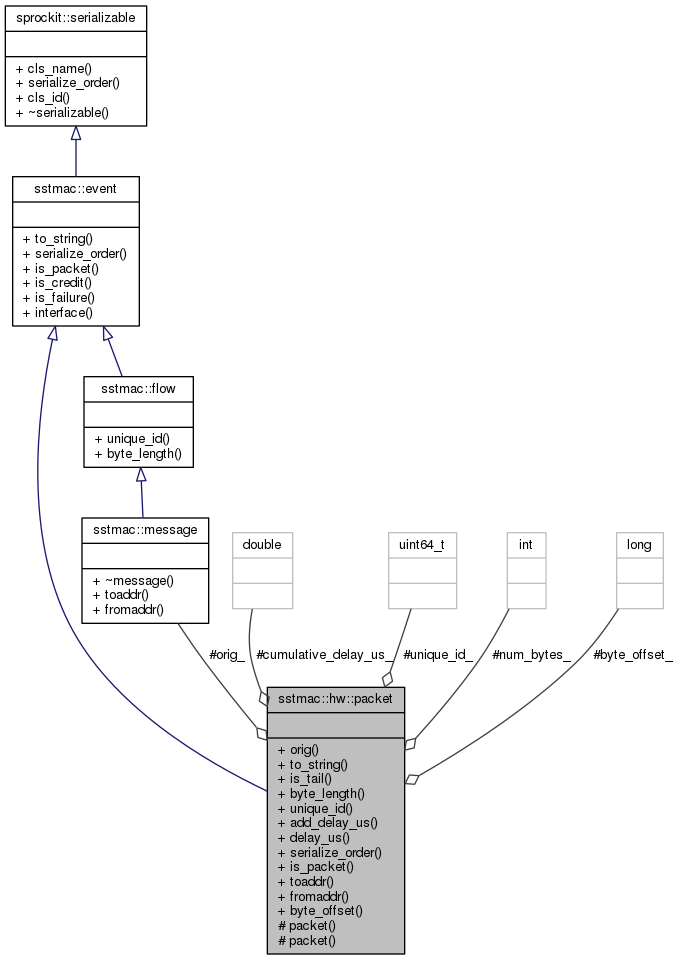 sprockit::serializable
+ cls_name()
+ serialize_order()
+ cls_id()
+ ~serializable()
sstmac::event
+ to_string()
+ serialize_order()
+ is_packet()
+ is_credit()
+ is_failure()
+ interface()
sstmac::flow
+ unique_id()
+ byte_length()
sstmac::message
+ ~message()
+ toaddr()
+ fromaddr()
double
uint64_t
int
long
#orig_
#cumulative_delay_us_
#unique_id_
#num_bytes_
#byte_offset_
sstmac::hw::packet
+ orig()
+ to_string()
+ is_tail()
+ byte_length()
+ unique_id()
+ add_delay_us()
+ delay_us()
+ serialize_order()
+ is_packet()
+ toaddr()
+ fromaddr()
+ byte_offset()
# packet()
# packet()